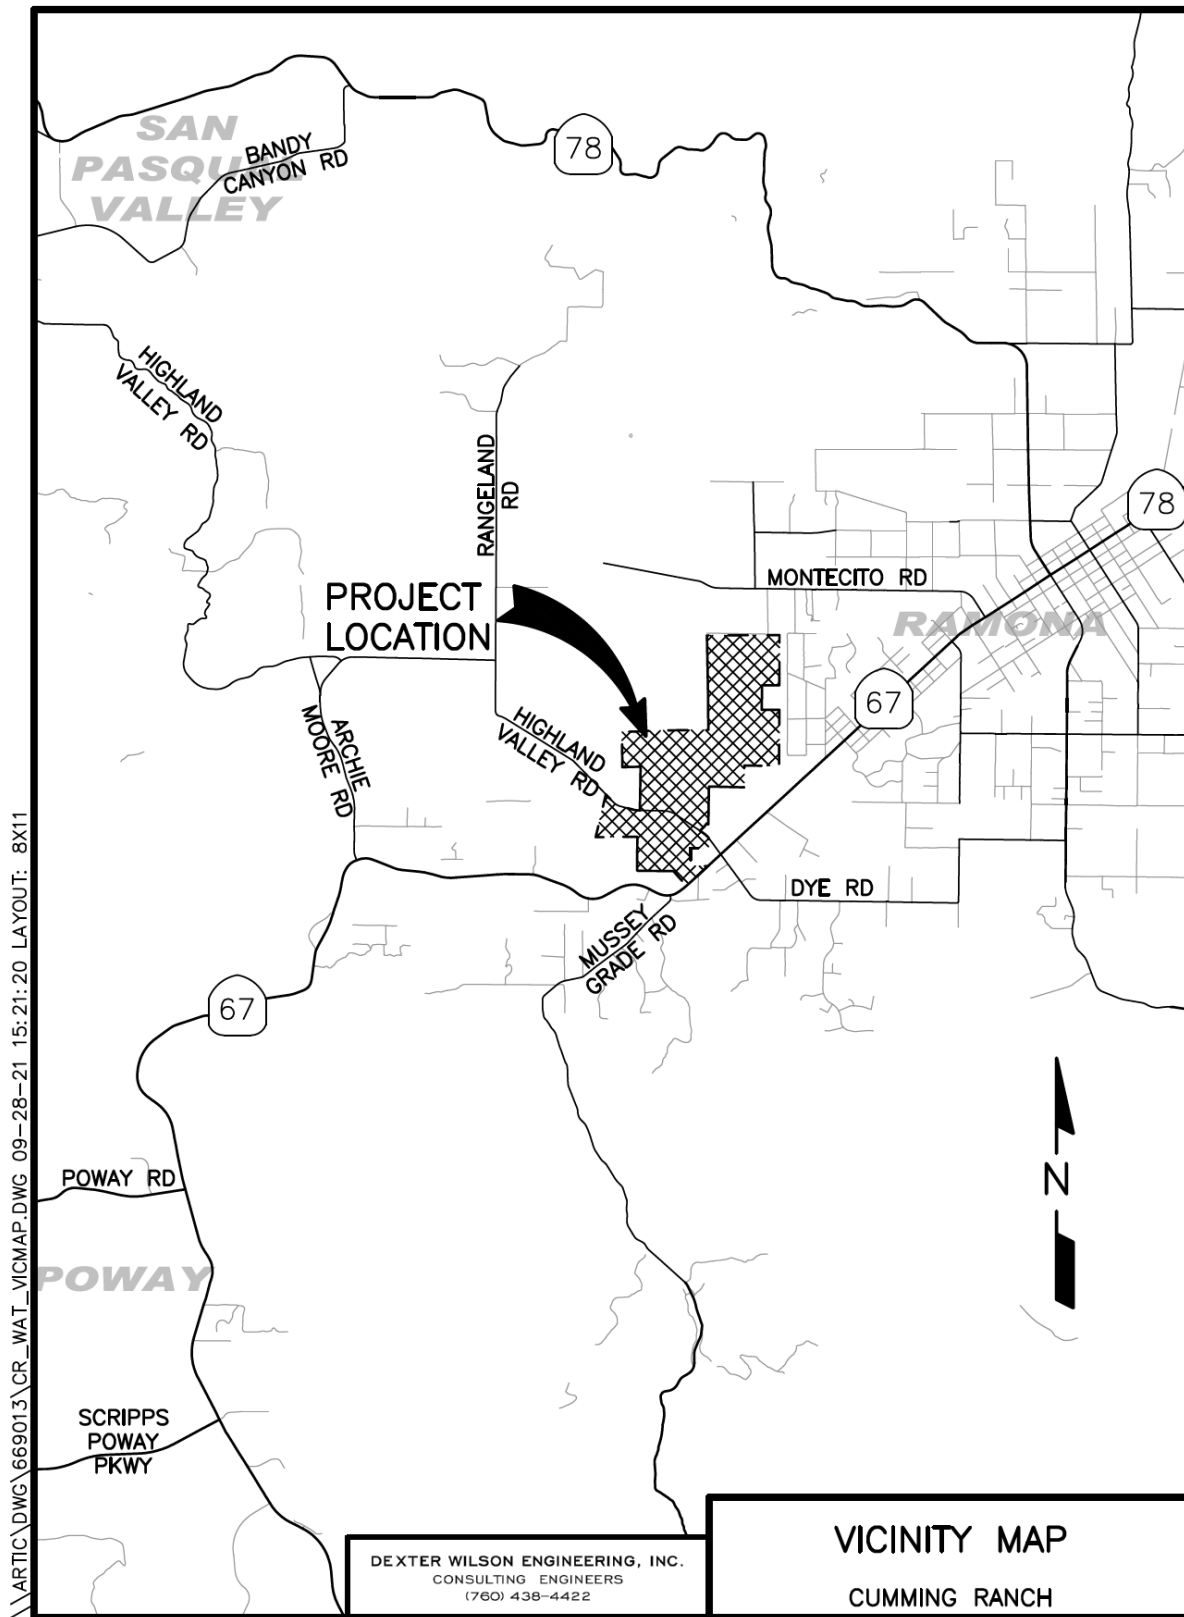 SAN
PASQUAL
VALLEY
BANDY
CANYON RD
78
HIGHLAND
VALLEY RD
RANGELAND
RD
78
MONTECITO RD
PROJECT
LOCATION
RAMONA
67
HIGHLAND
VALLEY RD
ARCHIE
MOORE RD
DYE RD
MUSSEY
GRADE RD
67
N
POWAY RD
POWAY
SCRIPPS
POWAY
PKWY
VICINITY MAP
CUMMING RANCH
DEXTER WILSON ENGINEERING, INC.
CONSULTING ENGINEERS
(760) 438-4422
\\ARTIC\DWG\669013\CR_WAT_VICMAP.DWG 09-28-21 15:21:20 LAYOUT: 8X11